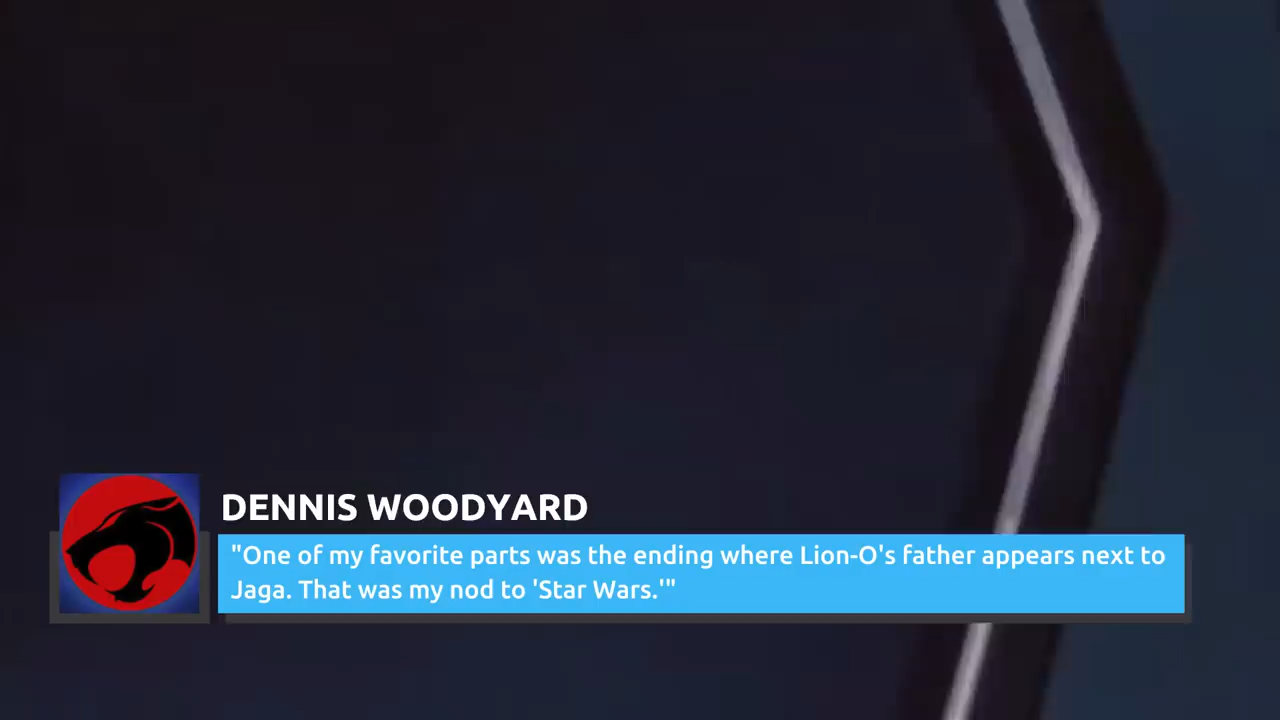 DENNIS WOODYARD
"One of my favorite parts was the ending where Lion-O's father appears next to
Jaga. That was my nod to 'Star Wars.'"